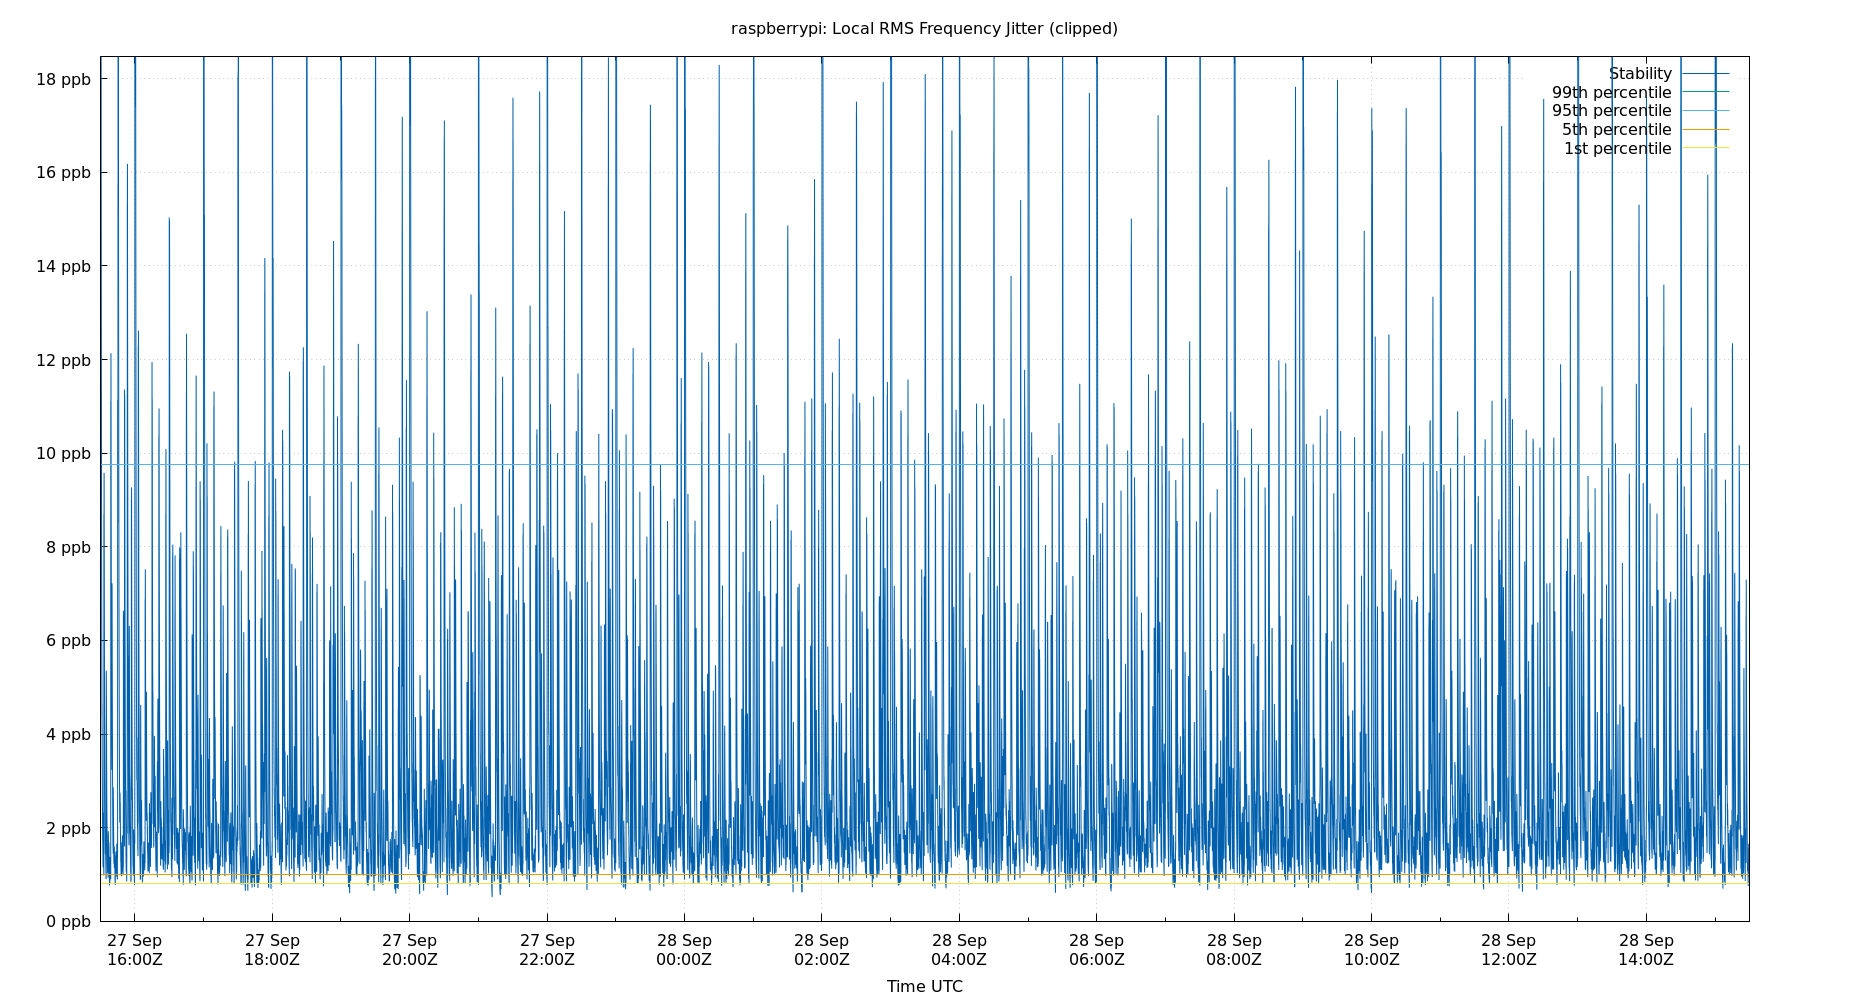 raspberrypi: Local RMS Frequency Jitter (clipped)
18 ppb
16 ppb
14 ppb
12 ppb
10 ppb
8 ppb
6 ppb
4 ppb
2 ppb
0 ppb
Stability
99th percentile
95th percentile
5th percentile
1st percentile
27 Sep 27 Sep 27 Sep 27 Sep 28 Sep 28 Sep 28 Sep 28 Sep 28 Sep 28 Sep 28 Sep 28 Sep
16:00Z 18:00Z 20:00Z 22:00Z 00:00Z 02:00Z 04:00Z 06:00Z 08:00Z 10:00Z 12:00Z 14:00Z
Time UTC